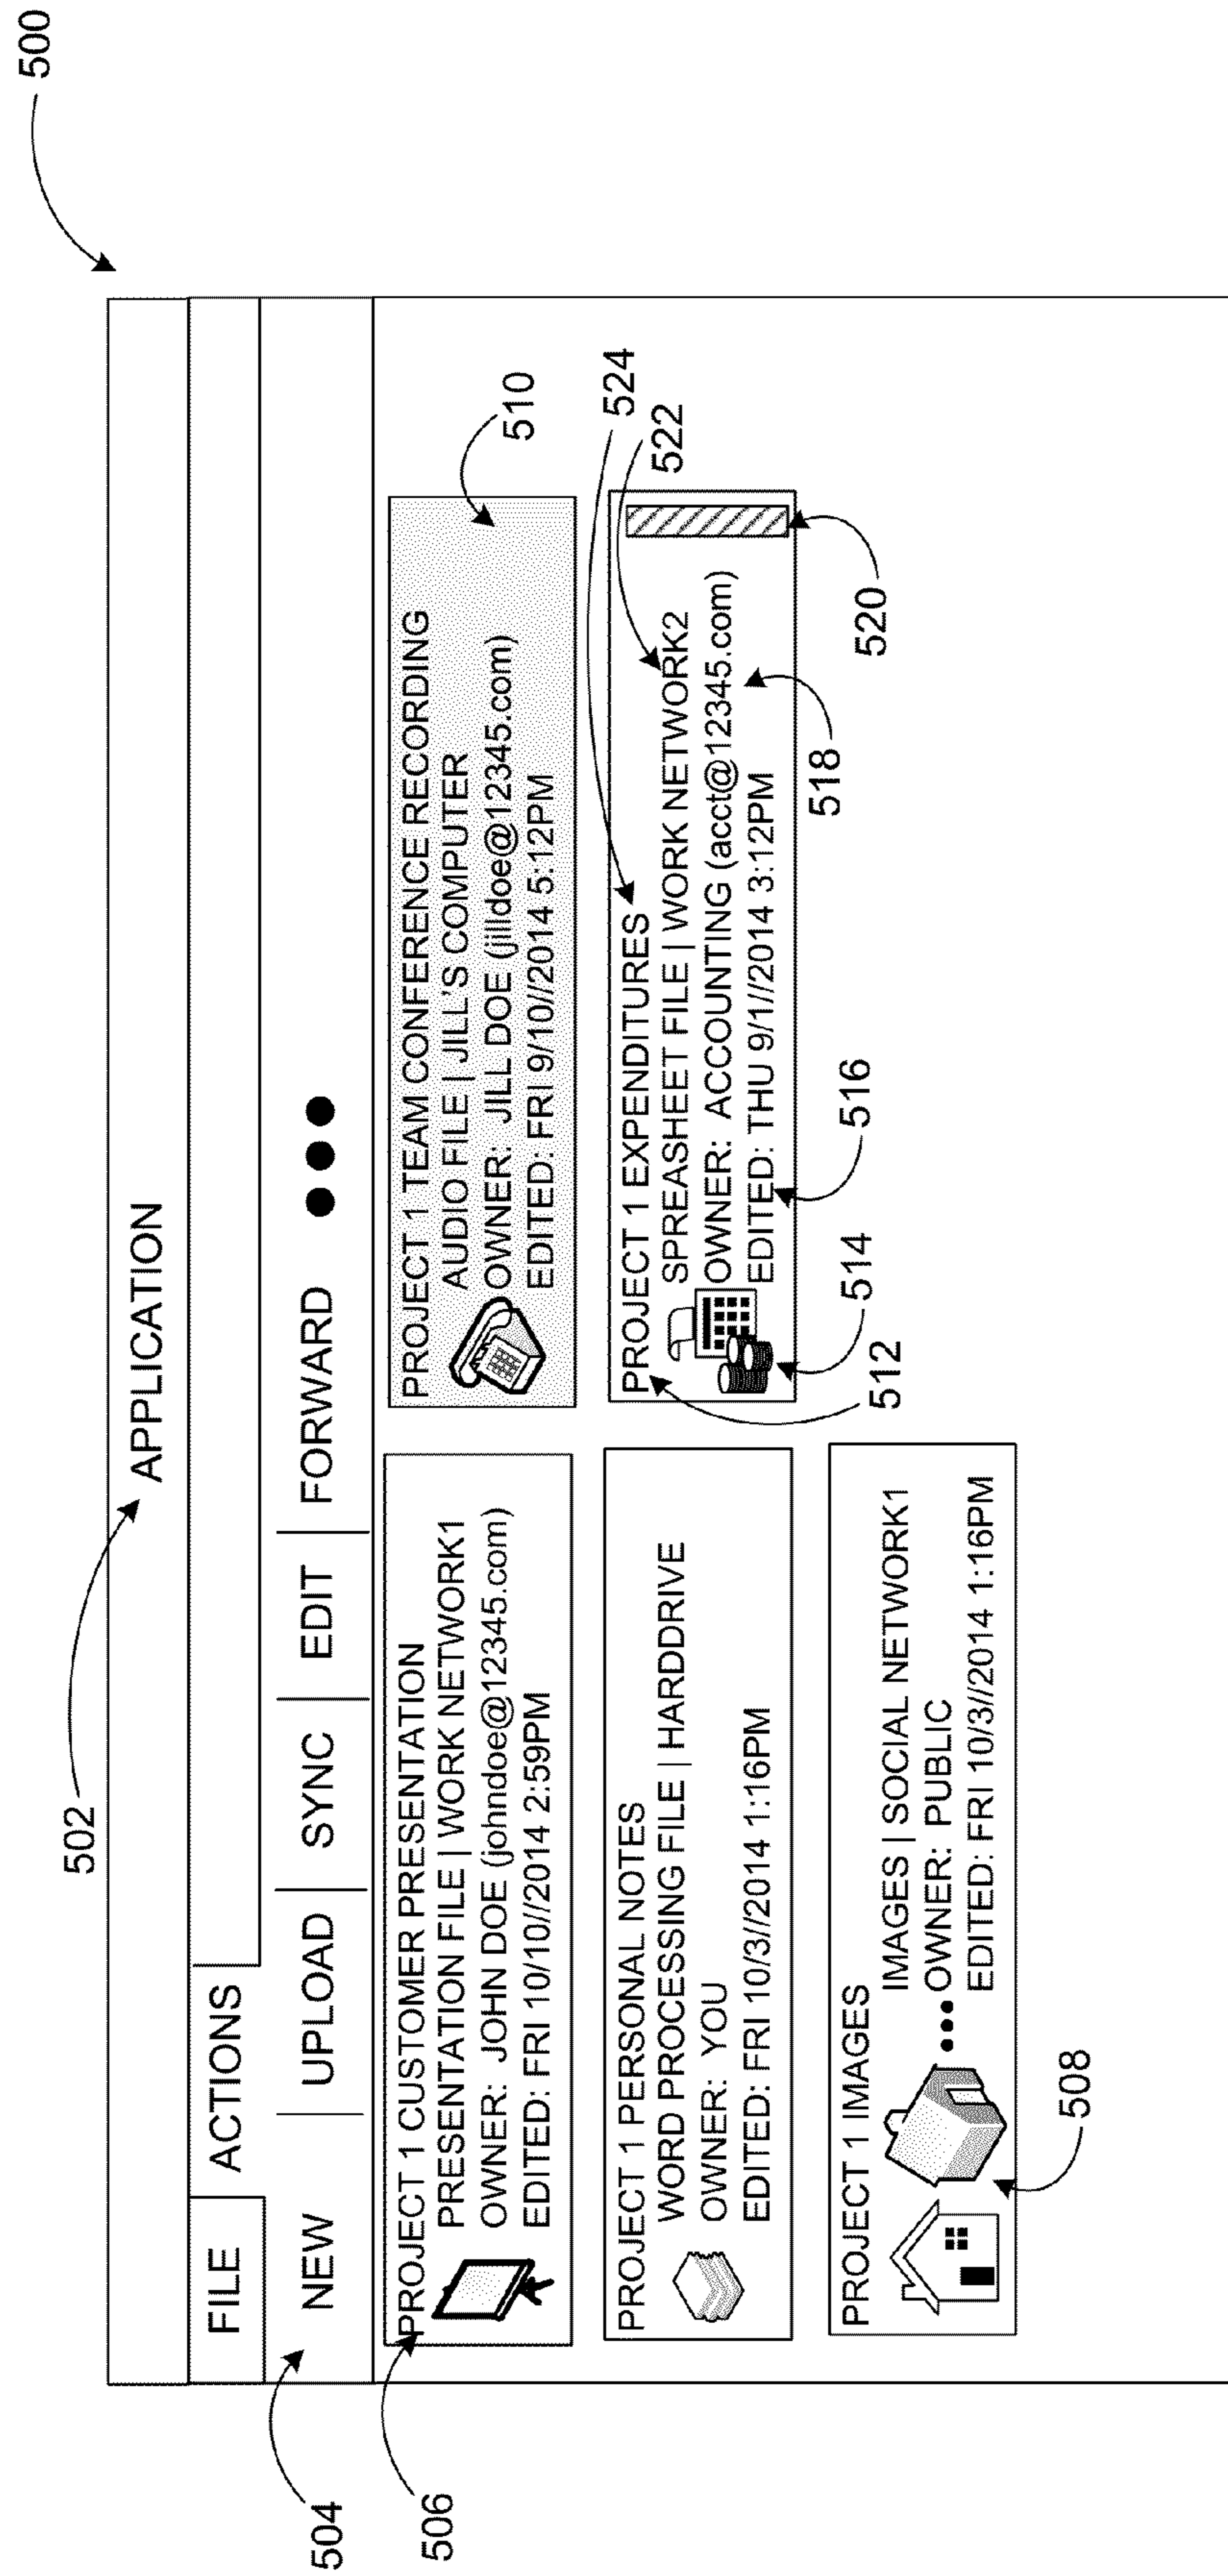 500
502
APPLICATION
FILE
ACTIONS
504
NEW
UPLOAD
SYNC
EDIT
FORWARD
506
PROJECT 1 CUSTOMER PRESENTATION
PRESENTATION FILE | WORK NETWORK1
OWNER: JOHN DOE (johndoe@12345.com)
EDITED: FRI 10/10//2014 2:59PM
PROJECT 1 TEAM CONFERENCE RECORDING
AUDIO FILE | JILL'S COMPUTER
OWNER: JILL DOE (jilldoe@12345.com)
EDITED: FRI 9/10//2014 5:12PM
510
PROJECT 1 PERSONAL NOTES
WORD PROCESSING FILE | HARDDRIVE
OWNER: YOU
EDITED: FRI 10/3//2014 1:16PM
PROJECT 1 EXPENDITURES
SPREASHEET FILE | WORK NETWORK2
OWNER: ACCOUNTING (acct@12345.com)
EDITED: THU 9/1//2014 3:12PM
524
522
520
518
516
514
512
PROJECT 1 IMAGES
IMAGES | SOCIAL NETWORK1
OWNER: PUBLIC
EDITED: FRI 10/3//2014 1:16PM
508